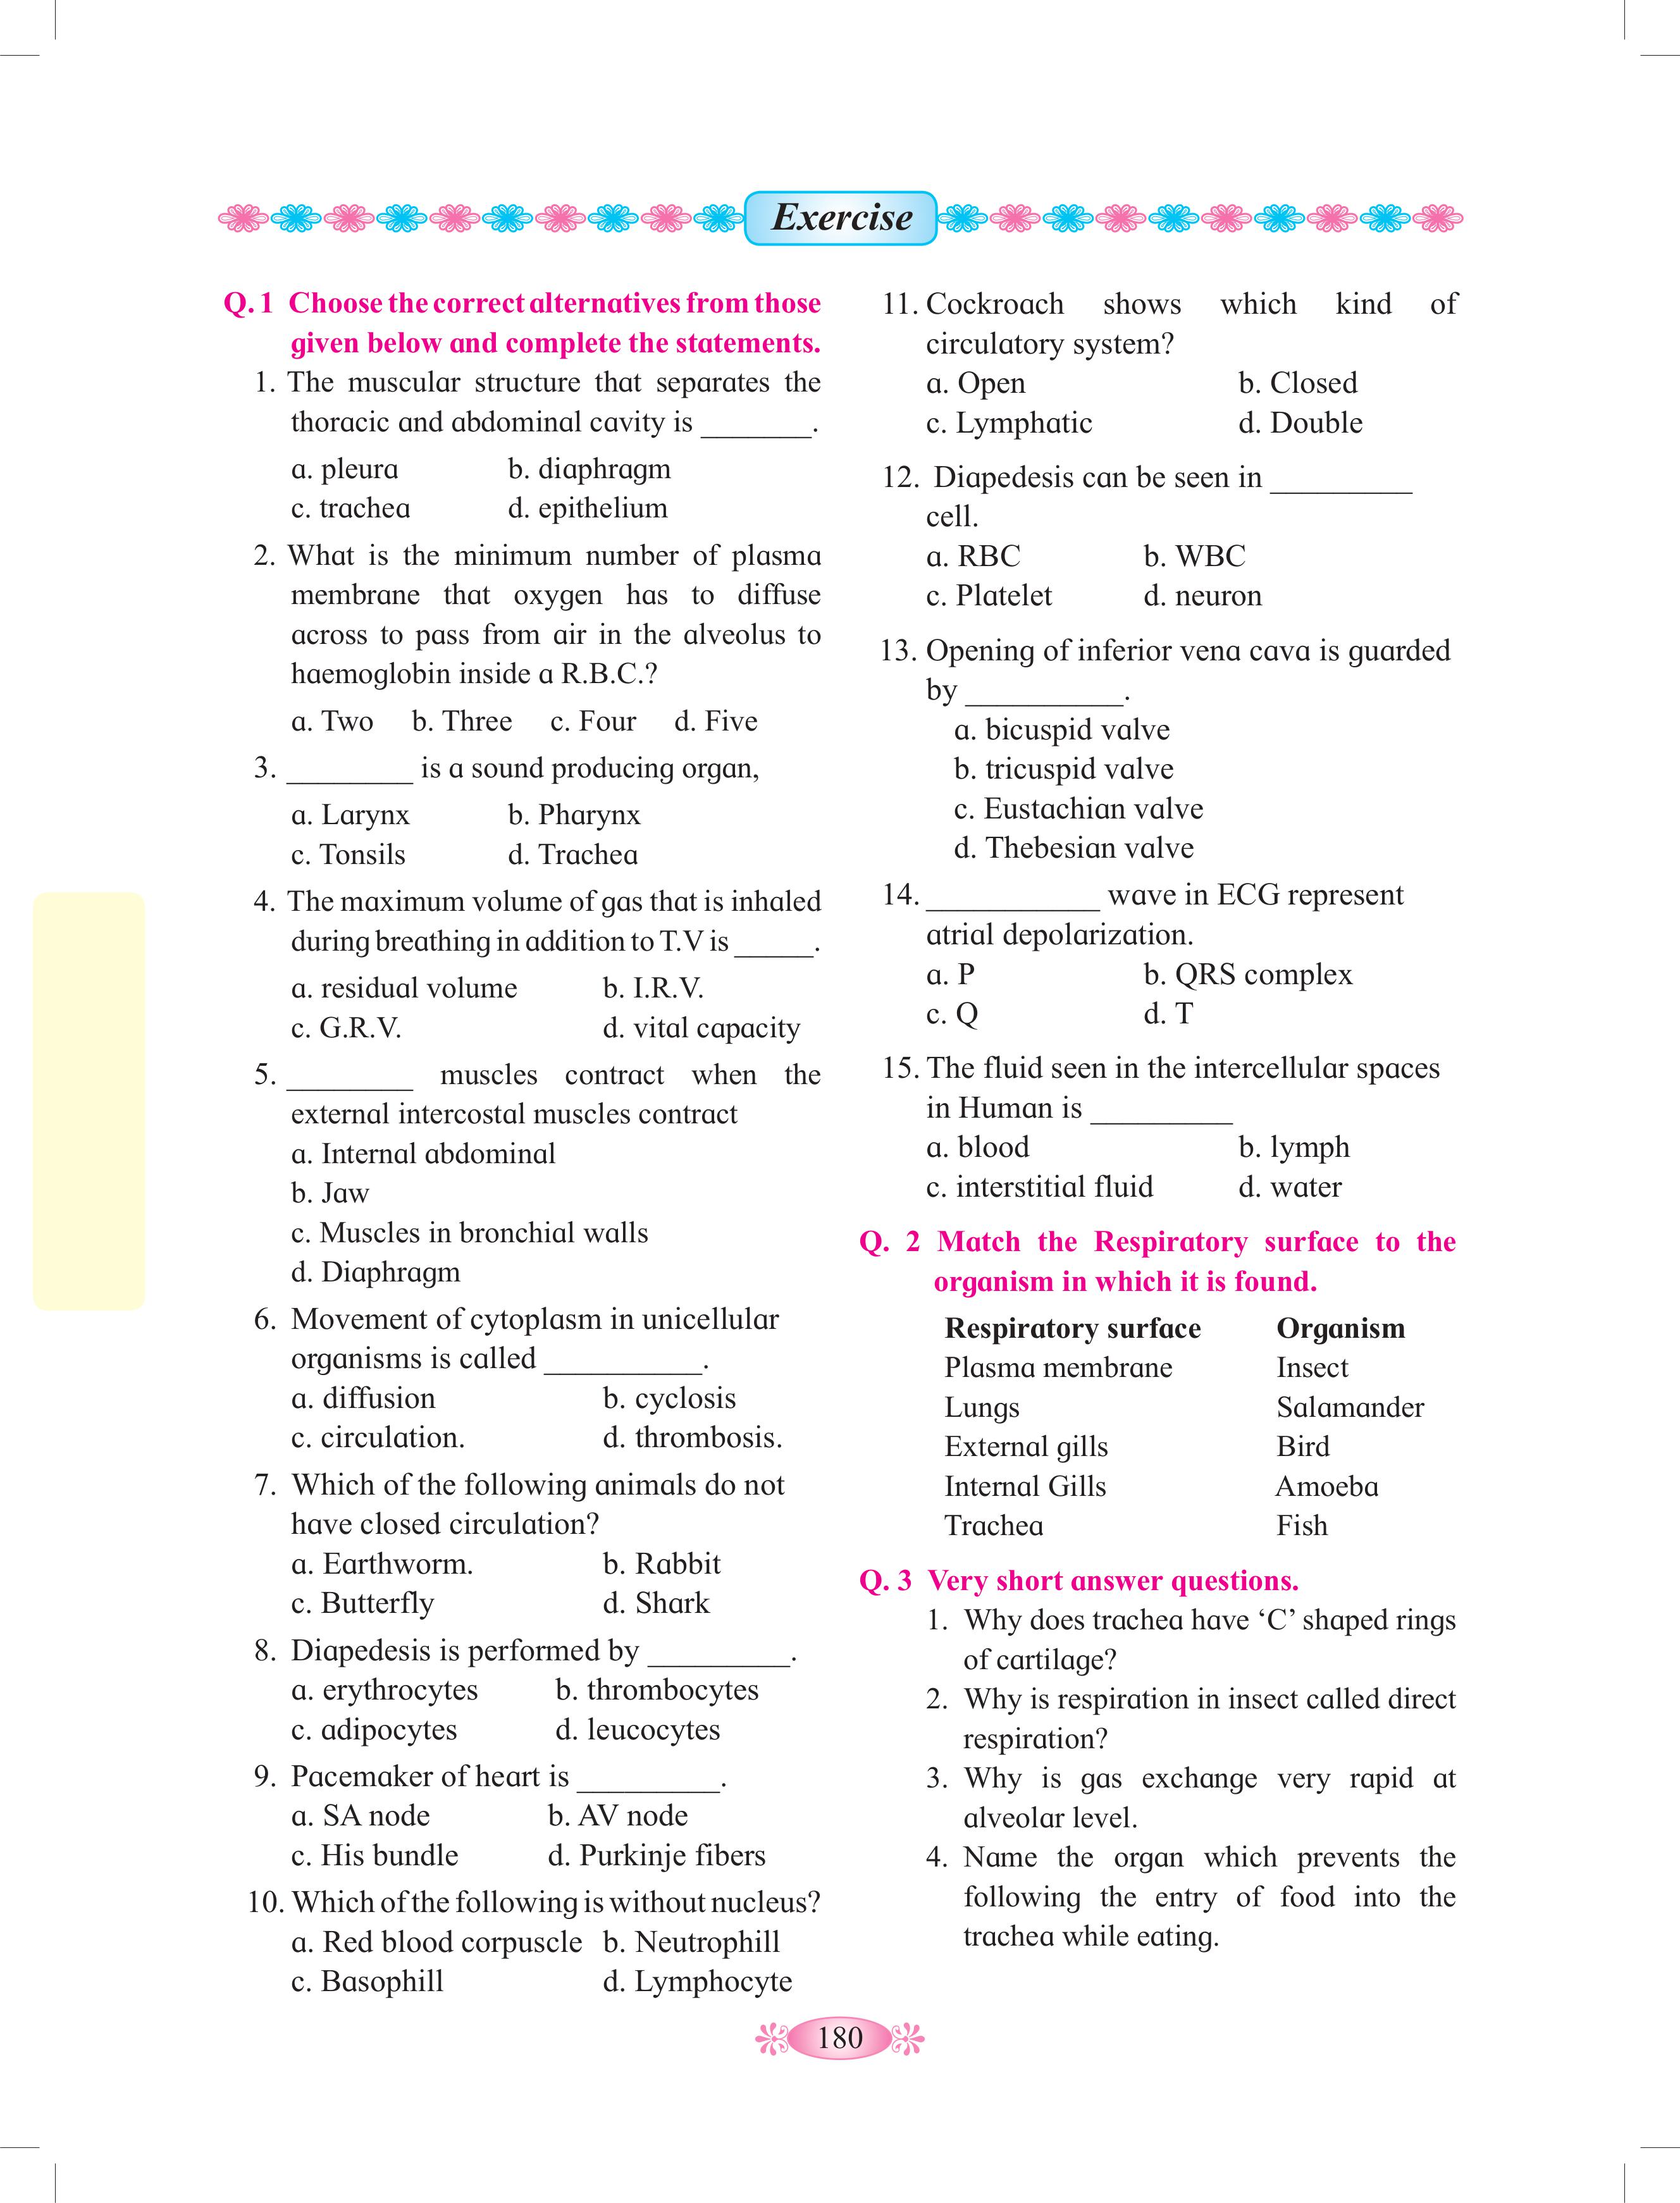 Exercise
Q. 1 Choose the correct alternatives from those
given below and complete the statements.
1. The muscular structure that separates the
thoracic and abdominal cavity is _______.
a. pleura b. diaphragm
c. trachea d. epithelium
2. What is the minimum number of plasma
membrane that oxygen has to diffuse
across to pass from air in the alveolus to
haemoglobin inside a R.B.C.?
a. Two b. Three c. Four d. Five
3. ________ is a sound producing organ,
a. Larynx b. Pharynx
c. Tonsils d. Trachea
4. The maximum volume of gas that is inhaled
during breathing in addition to T.V is _____.
a. residual volume b. I.R.V.
c. G.R.V. d. vital capacity
5. ________ muscles contract when the
external intercostal muscles contract
a. Internal abdominal
b. Jaw
c. Muscles in bronchial walls
d. Diaphragm
6. Movement of cytoplasm in unicellular
organisms is called __________.
a. diffusion b. cyclosis
c. circulation. d. thrombosis.
7. Which of the following animals do not
have closed circulation?
a. Earthworm. b. Rabbit
c. Butterfly d. Shark
8. Diapedesis is performed by _________.
a. erythrocytes b. thrombocytes
c. adipocytes d. leucocytes
9. Pacemaker of heart is _________.
a. SA node b. AV node
c. His bundle d. Purkinje fibers
10. Which of the following is without nucleus?
a. Red blood corpuscle b. Neutrophill
c. Basophill d. Lymphocyte
11. Cockroach shows which kind of
circulatory system?
a. Open b. Closed
c. Lymphatic d. Double
12. Diapedesis can be seen in _________
cell.
a. RBC b. WBC
c. Platelet d. neuron
13. Opening of inferior vena cava is guarded
by __________.
a. bicuspid valve
b. tricuspid valve
c. Eustachian valve
d. Thebesian valve
14. ___________ wave in ECG represent
atrial depolarization.
a. P b. QRS complex
c. Q d. T
15. The fluid seen in the intercellular spaces
in Human is _________
a. blood b. lymph
c. interstitial fluid d. water
Q. 2 Match the Respiratory surface to the
organism in which it is found.
Respiratory surface Organism
Plasma membrane Insect
Lungs Salamander
External gills Bird
Internal Gills Amoeba
Trachea Fish
Q. 3 Very short answer questions.
1. Why does trachea have ‘C’ shaped rings
of cartilage?
2. Why is respiration in insect called direct
respiration?
3. Why is gas exchange very rapid at
alveolar level.
4. Name the organ which prevents the
following the entry of food into the
trachea while eating.
180